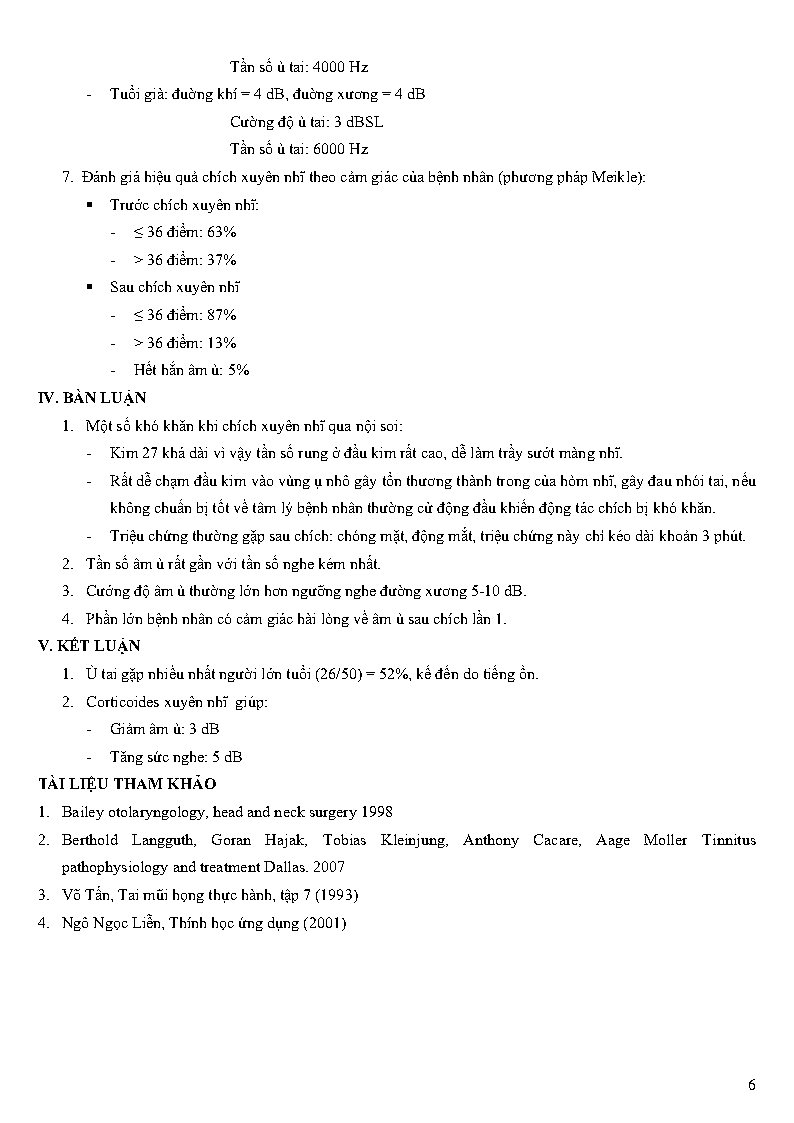 Tần số ù tai: 4000 Hz
- Tuổi già: đuờng khí = 4 dB, đuờng xương = 4 dB
Cường độ ù tai: 3 dBSL
Tần số ù tai: 6000 Hz
7. Đánh giá hiệu quả chích xuyên nhĩ theo cảm giác của bệnh nhân (phương pháp Meikle):
▪ Trước chích xuyên nhĩ:
- ≤ 36 điểm: 63%
- > 36 điểm: 37%
▪ Sau chích xuyên nhĩ
- ≤ 36 điểm: 87%
- > 36 điểm: 13%
- Hết hẳn âm ù: 5%
IV. BÀN LUẬN
1. Một số khó khăn khi chích xuyên nhĩ qua nội soi:
- Kim 27 khá dài vì vậy tần số rung ở đầu kim rất cao, dễ làm trầy sướt màng nhĩ.
- Rất dễ chạm đầu kim vào vùng ụ nhô gây tổn thương thành trong của hòm nhĩ, gây đau nhói tai, nếu
không chuẩn bị tốt về tâm lý bệnh nhân thường cử động đầu khiến động tác chích bị khó khăn.
- Triệu chứng thường gặp sau chích: chóng mặt, động mắt, triệu chứng này chỉ kéo dài khoản 3 phút.
2. Tần số âm ù rất gần với tần số nghe kém nhất.
3. Cướng độ âm ù thường lớn hơn ngưỡng nghe đường xương 5-10 dB.
4. Phần lớn bệnh nhân có cảm giác hài lòng về âm ù sau chích lần 1.
V. KẾT LUẬN
1. Ù tai gặp nhiều nhất người lớn tuổi (26/50) = 52%, kế đến do tiếng ồn.
2. Corticoides xuyên nhĩ giúp:
- Giảm âm ù: 3 dB
- Tăng sức nghe: 5 dB
TÀI LIỆU THAM KHẢO
1. Bailey otolaryngology, head and neck surgery 1998
2. Berthold Langguth, Goran Hajak, Tobias Kleinjung, Anthony Cacare, Aage Moller Tinnitus
pathophysiology and treatment Dallas. 2007
3. Võ Tấn, Tai mũi họng thực hành, tập 7 (1993)
4. Ngô Ngọc Liễn, Thính học ứng dụng (2001)
6